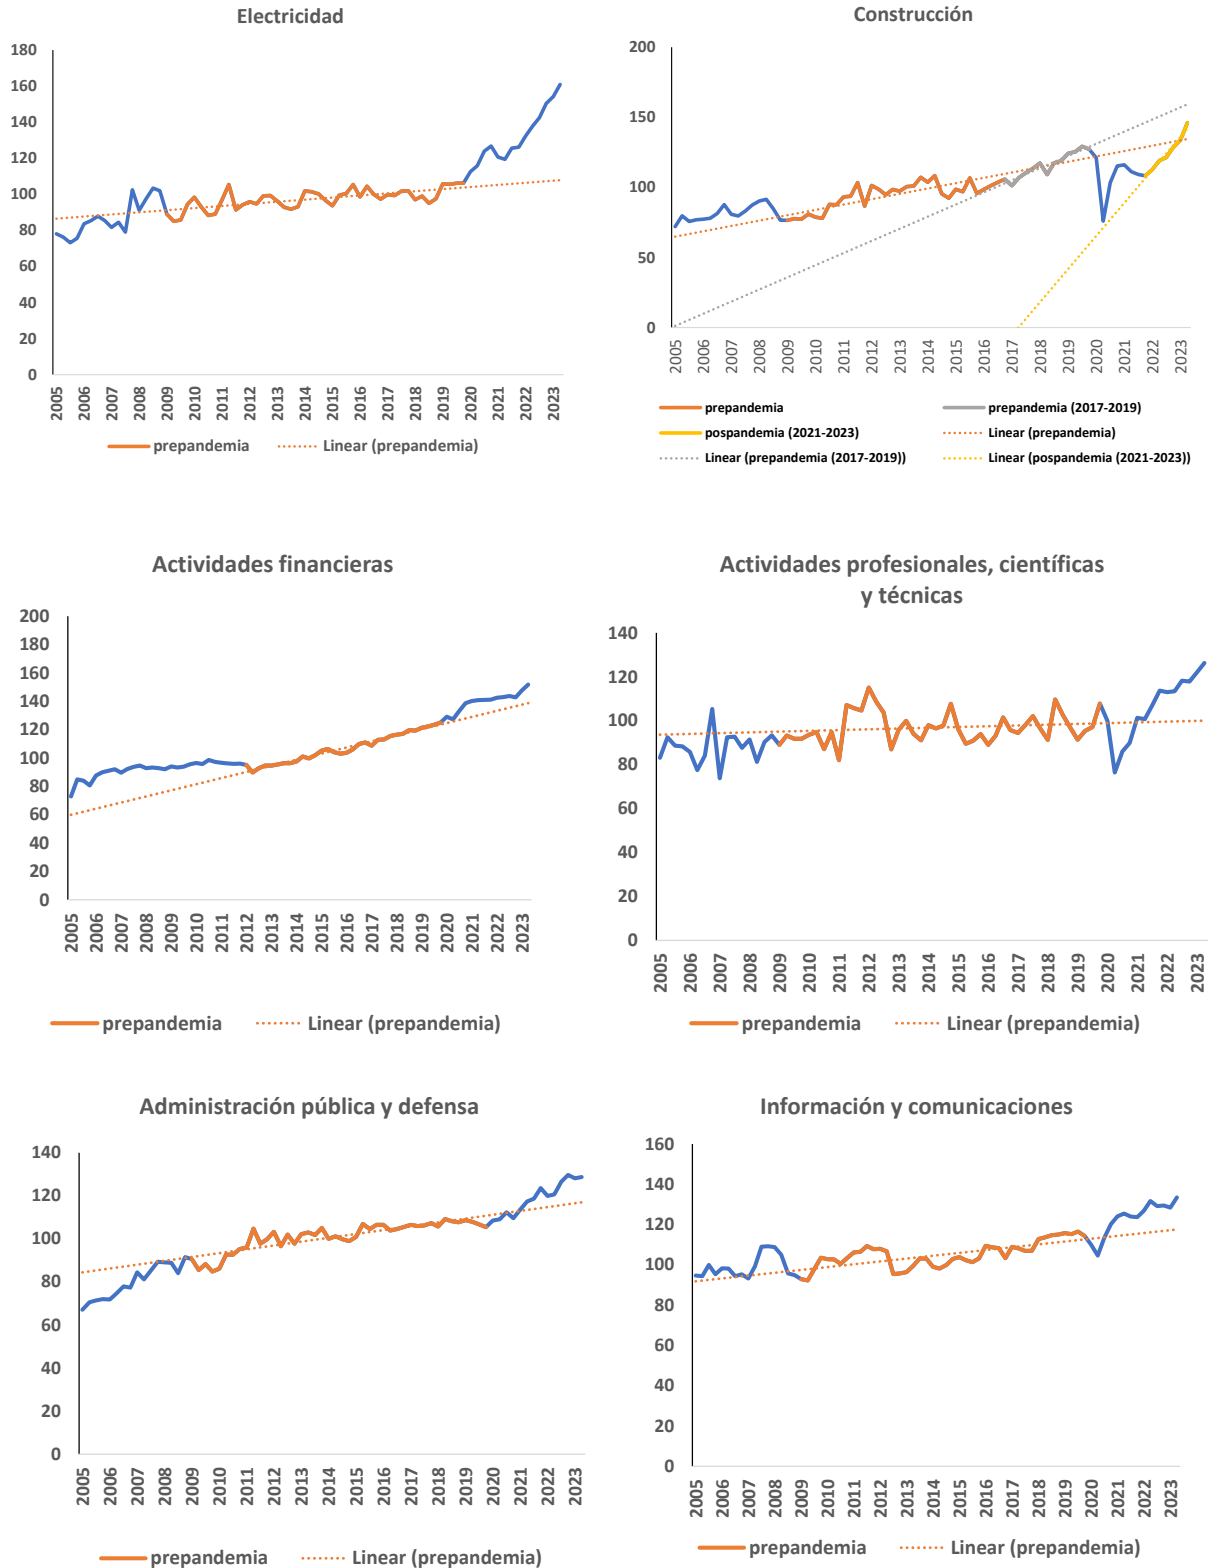 Electricidad
180
160
140
120
100
80
60
40
20
0
2005 2006 2007 2008 2009 2010 2011 2012 2013 2014 2015 2016 2017 2018 2019 2020 2021 2022 2023
prepandemia Linear (prepandemia)
Construcción
200
150
100
50
0
2005 2006 2007 2008 2009 2010 2011 2012 2013 2014 2015 2016 2017 2018 2019 2020 2021 2022 2023
prepandemia prepandemia (2017-2019)
pospandemia (2021-2023) Linear (prepandemia)
Linear (prepandemia (2017-2019)) Linear (pospandemia (2021-2023))
Actividades financieras
200
180
160
140
120
100
80
60
40
20
0
2005 2006 2007 2008 2009 2010 2011 2012 2013 2014 2015 2016 2017 2018 2019 2020 2021 2022 2023
prepandemia Linear (prepandemia)
Actividades profesionales, científicas
y técnicas
140
120
100
80
60
40
20
0
2005 2006 2007 2008 2009 2010 2011 2012 2013 2014 2015 2016 2017 2018 2019 2020 2021 2022 2023
prepandemia Linear (prepandemia)
Administración pública y defensa
140
120
100
80
60
40
20
0
2005 2006 2007 2008 2009 2010 2011 2012 2013 2014 2015 2016 2017 2018 2019 2020 2021 2022 2023
prepandemia Linear (prepandemia)
Información y comunicaciones
160
140
120
100
80
60
40
20
0
2005 2006 2007 2008 2009 2010 2011 2012 2013 2014 2015 2016 2017 2018 2019 2020 2021 2022 2023
prepandemia Linear (prepandemia)